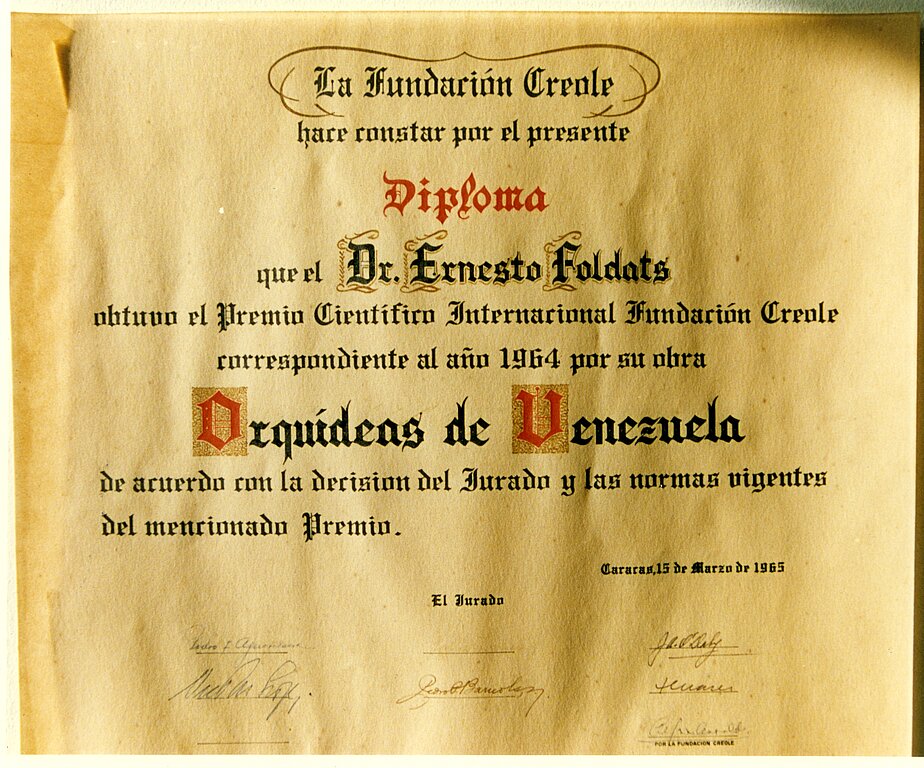 La Fundación Creole
hace constar por el presente
Diploma
que el Dr. Ernesto Foldats
obtuvo el Premio Científico Internacional Fundación Creole
correspondiente al año 1964 por su obra
Orquídeas de Venezuela
de acuerdo con la decision del Jurado y las normas vigentes
del mencionado Premio.
Caracas, 15 de Marzo de 1965
El Jurado
POR LA FUNDACION CREOLE